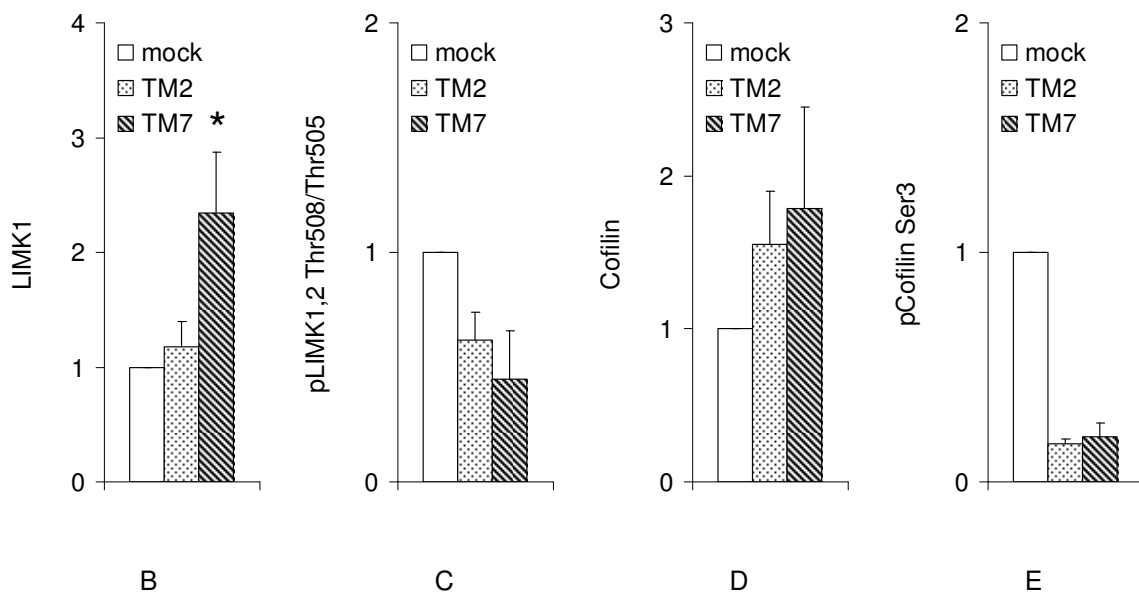 LIMK1
4
3
2
1
0
mock
TM2
TM7
*
B
pLIMK1,2 Thr508/Thr505
2
1
0
mock
TM2
TM7
C
Cofilin
3
2
1
0
mock
TM2
TM7
D
pCofilin Ser3
2
1
0
mock
TM2
TM7
E